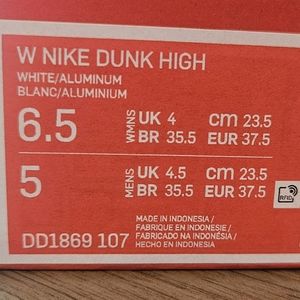 W NIKE DUNK HIGH
WHITE/ALUMINUM
BLANC/ALUMINIUM
6.5 WMNS UK 4 cm 23.5
BR 35.5 EUR 37.5
5 MENS UK 4.5 cm 23.5
BR 35.5 EUR 37.5
RFID
MADE IN INDONESIA/
FABRIQUÉ EN INDONESIE/
FABRICADO NA INDONÉSIA/
HECHO EN INDONESIA
DD1869 107